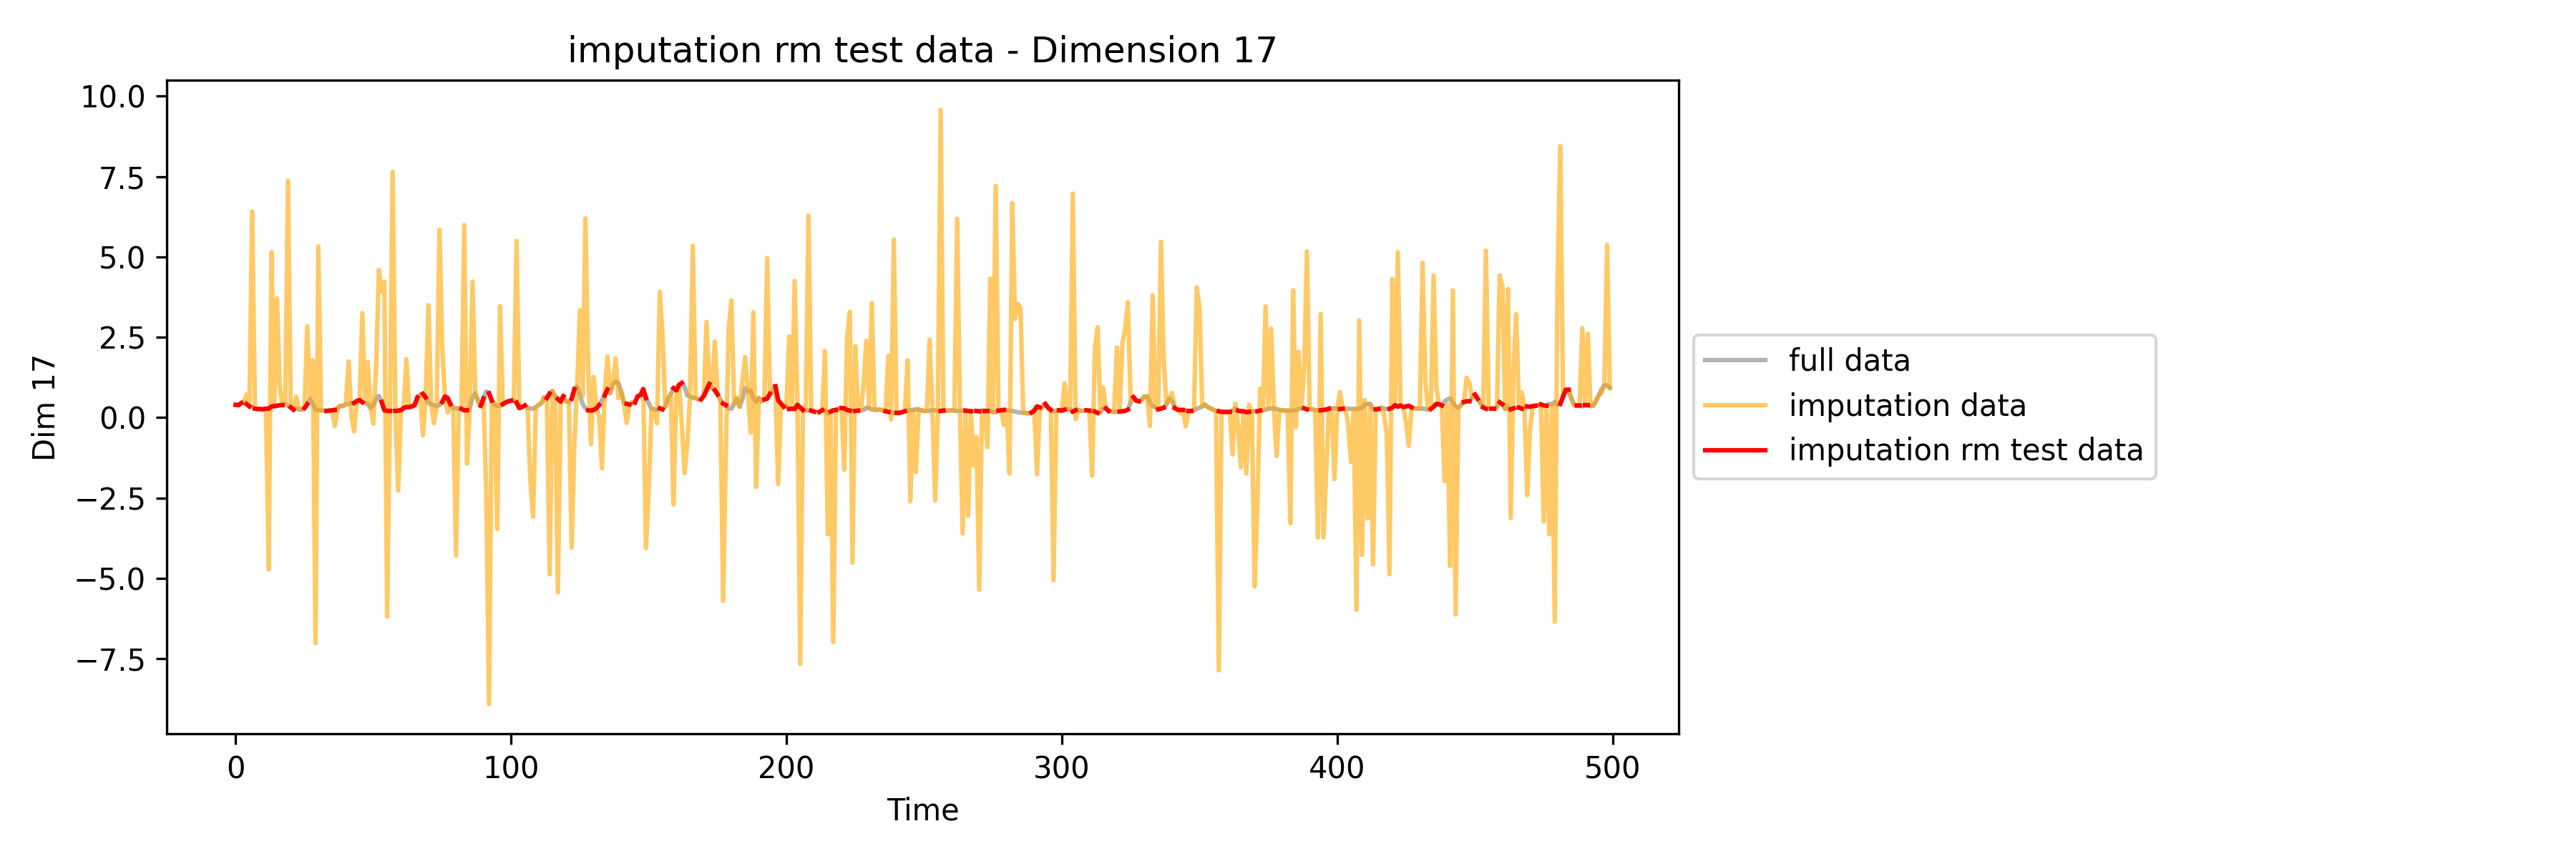 imputation rm test data - Dimension 17
10.0
7.5
5.0
2.5
0.0
−2.5
−5.0
−7.5
Dim 17
0
100
200
300
400
500
Time
full data
imputation data
imputation rm test data